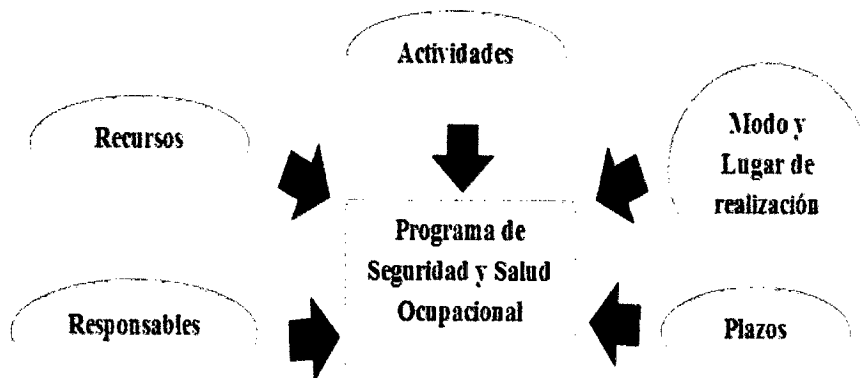 Actividades
Recursos
Modo y
Lugar de
realización
Programa de
Seguridad y Salud
Ocupacional
Responsables
Plazos